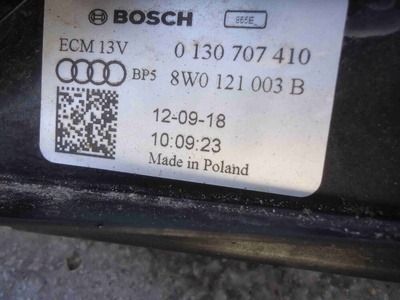 BOSCH 865E
ECM 13V 0 130 707 410
BP5 8W0 121 003 B
12-09-18
10:09:23
Made in Poland